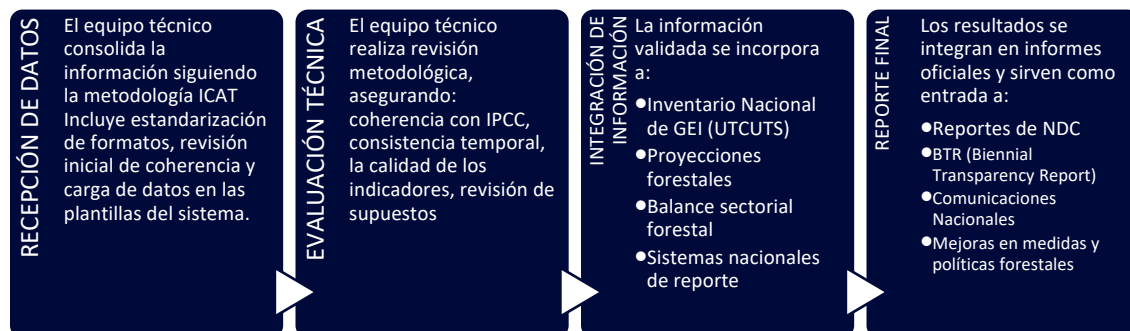 RECEPCIÓN DE DATOS
El equipo técnico
consolida la
información siguiendo
la metodología ICAT
Incluye estandarización
de formatos, revisión
inicial de coherencia y
carga de datos en las
plantillas del sistema.
EVALUACIÓN TÉCNICA
El equipo técnico
realiza revisión
metodológica,
asegurando:
coherencia con IPCC,
consistencia temporal,
la calidad de los
indicadores, revisión de
supuestos
INTEGRACIÓN DE
INFORMACIÓN
La información
validada se incorpora
a:
●Inventario Nacional
de GEI (UTCUTS)
●Proyecciones
forestales
●Balance sectorial
forestal
●Sistemas nacionales
de reporte
REPORTE FINAL
Los resultados se
integran en informes
oficiales y sirven como
entrada a:
●Reportes de NDC
●BTR (Biennial
Transparency Report)
●Comunicaciones
Nacionales
●Mejoras en medidas y
políticas forestales